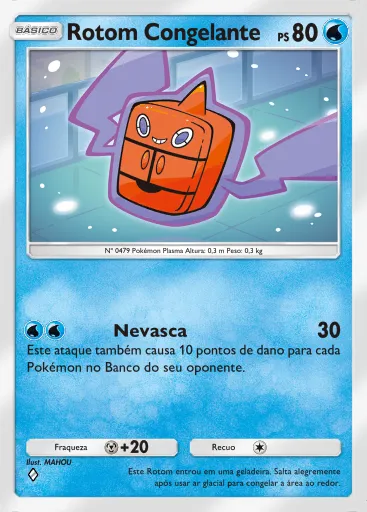 BÁSICO Rotom Congelante PS 80
Nº 0479 Pokémon Plasma Altura: 0,3 m Peso: 0,3 kg
Nevasca 30
Este ataque também causa 10 pontos de dano para cada
Pokémon no Banco do seu oponente.
Fraqueza +20 Recuo
Ilust. MAHOU
Este Rotom entrou em uma geladeira. Salta alegremente
após usar ar glacial para congelar a área ao redor.